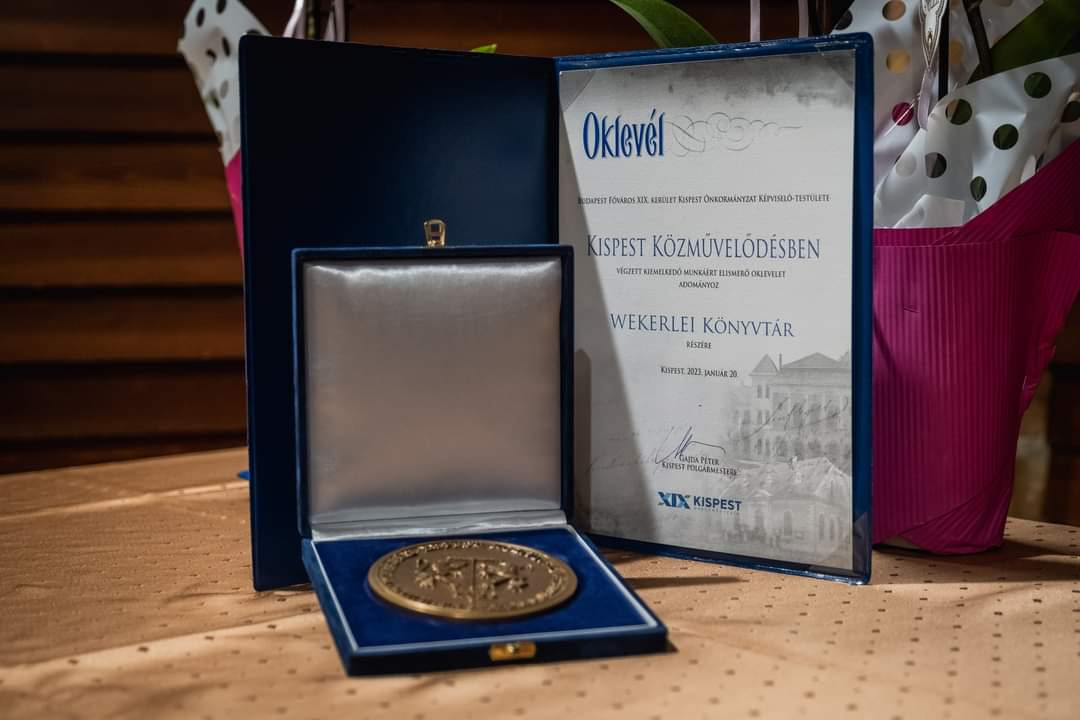 Oklevél
BUDAPEST FŐVÁROS XIX. KERÜLET KISPEST ÖNKORMÁNYZAT KÉPVISELŐ-TESTÜLETE
KISPEST KÖZMŰVELŐDÉSBEN
VÉGZETT KIEMELKEDŐ MUNKÁÉRT ELISMERŐ OKLEVELET
ADOMÁNYOZ
WEKERLEI KÖNYVTÁR
RÉSZÉRE
KISPEST, 2023. JANUÁR 20.
GAJDA PÉTER
KISPEST POLGÁRMESTERE
XIX KISPEST